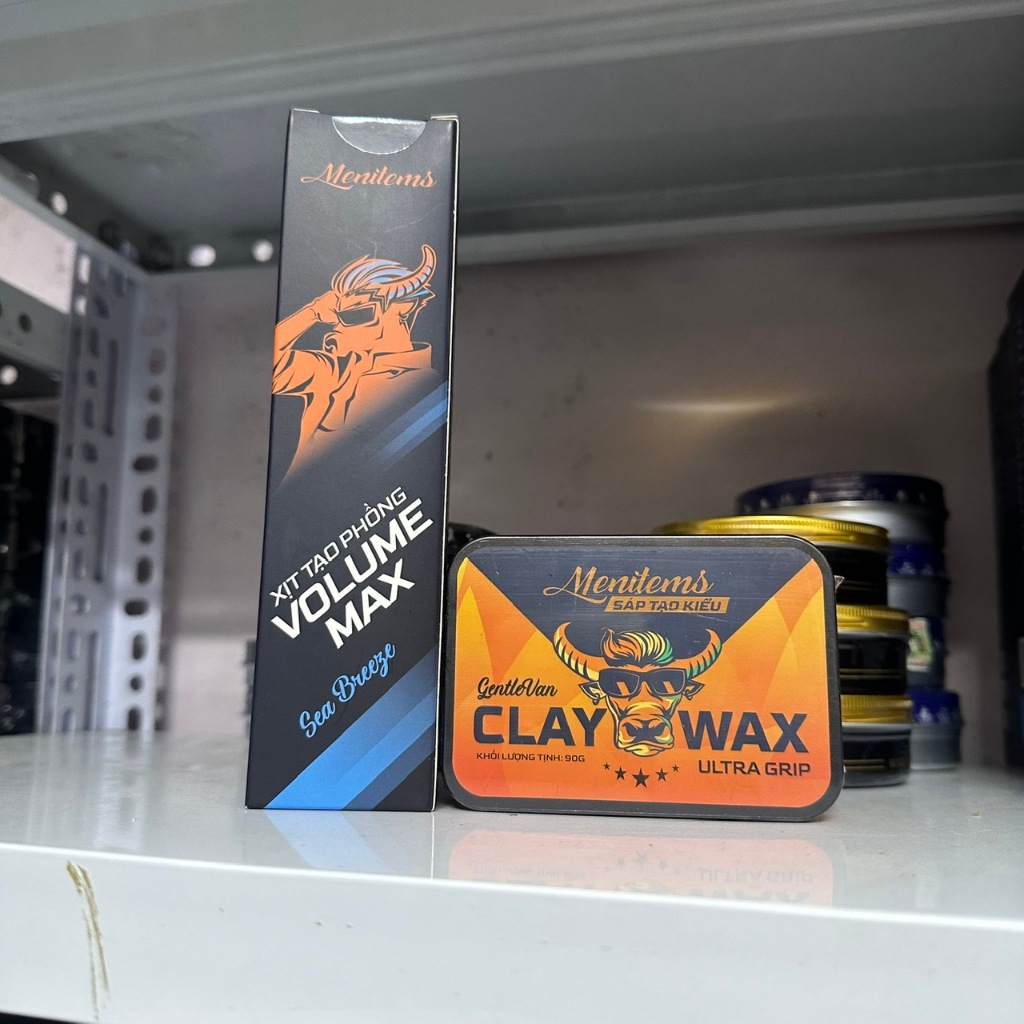 Menitems
XỊT TẠO PHỒNG
VOLUME
MAX
Sea Breeze
Menitems
SÁP TẠO KIỂU
GentleVan
CLAY WAX
KHỐI LƯỢNG TỊNH: 90G
ULTRA GRIP